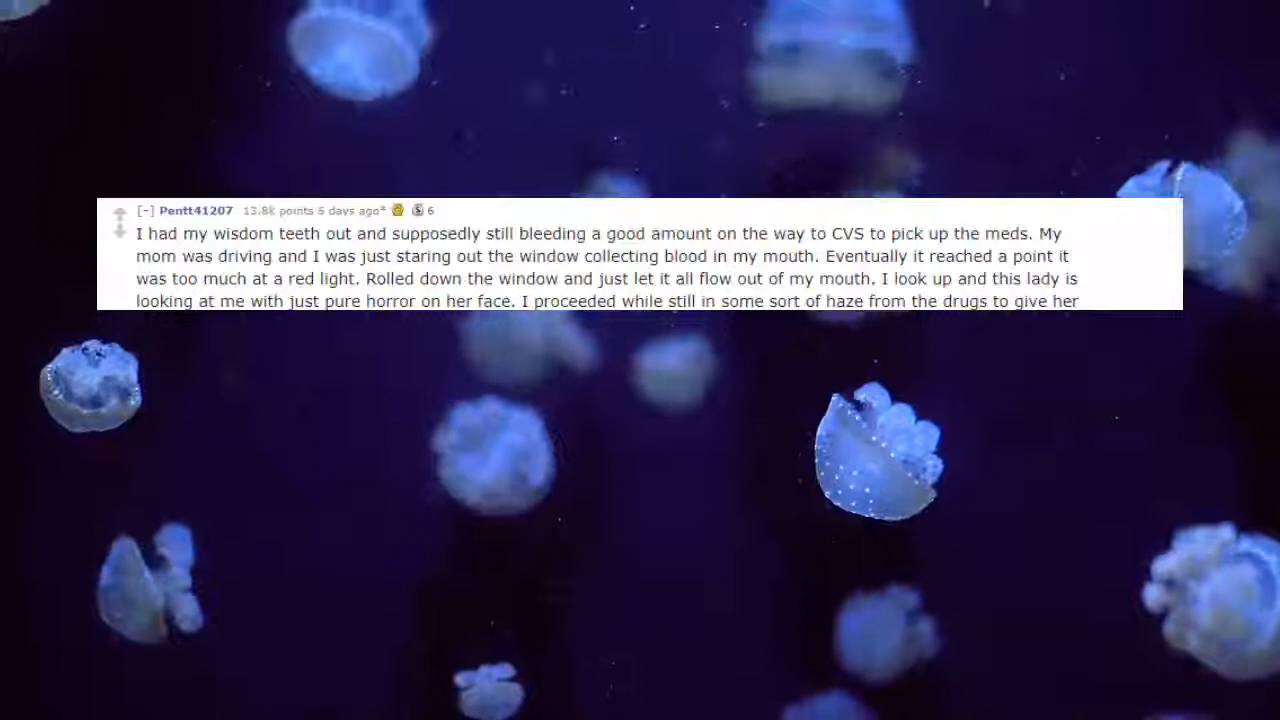 [-] Pentt41207 13.8k points 6 days ago* 6
I had my wisdom teeth out and supposedly still bleeding a good amount on the way to CVS to pick up the meds. My
mom was driving and I was just staring out the window collecting blood in my mouth. Eventually it reached a point it
was too much at a red light. Rolled down the window and just let it all flow out of my mouth. I look up and this lady is
looking at me with just pure horror on her face. I proceeded while still in some sort of haze from the drugs to give her